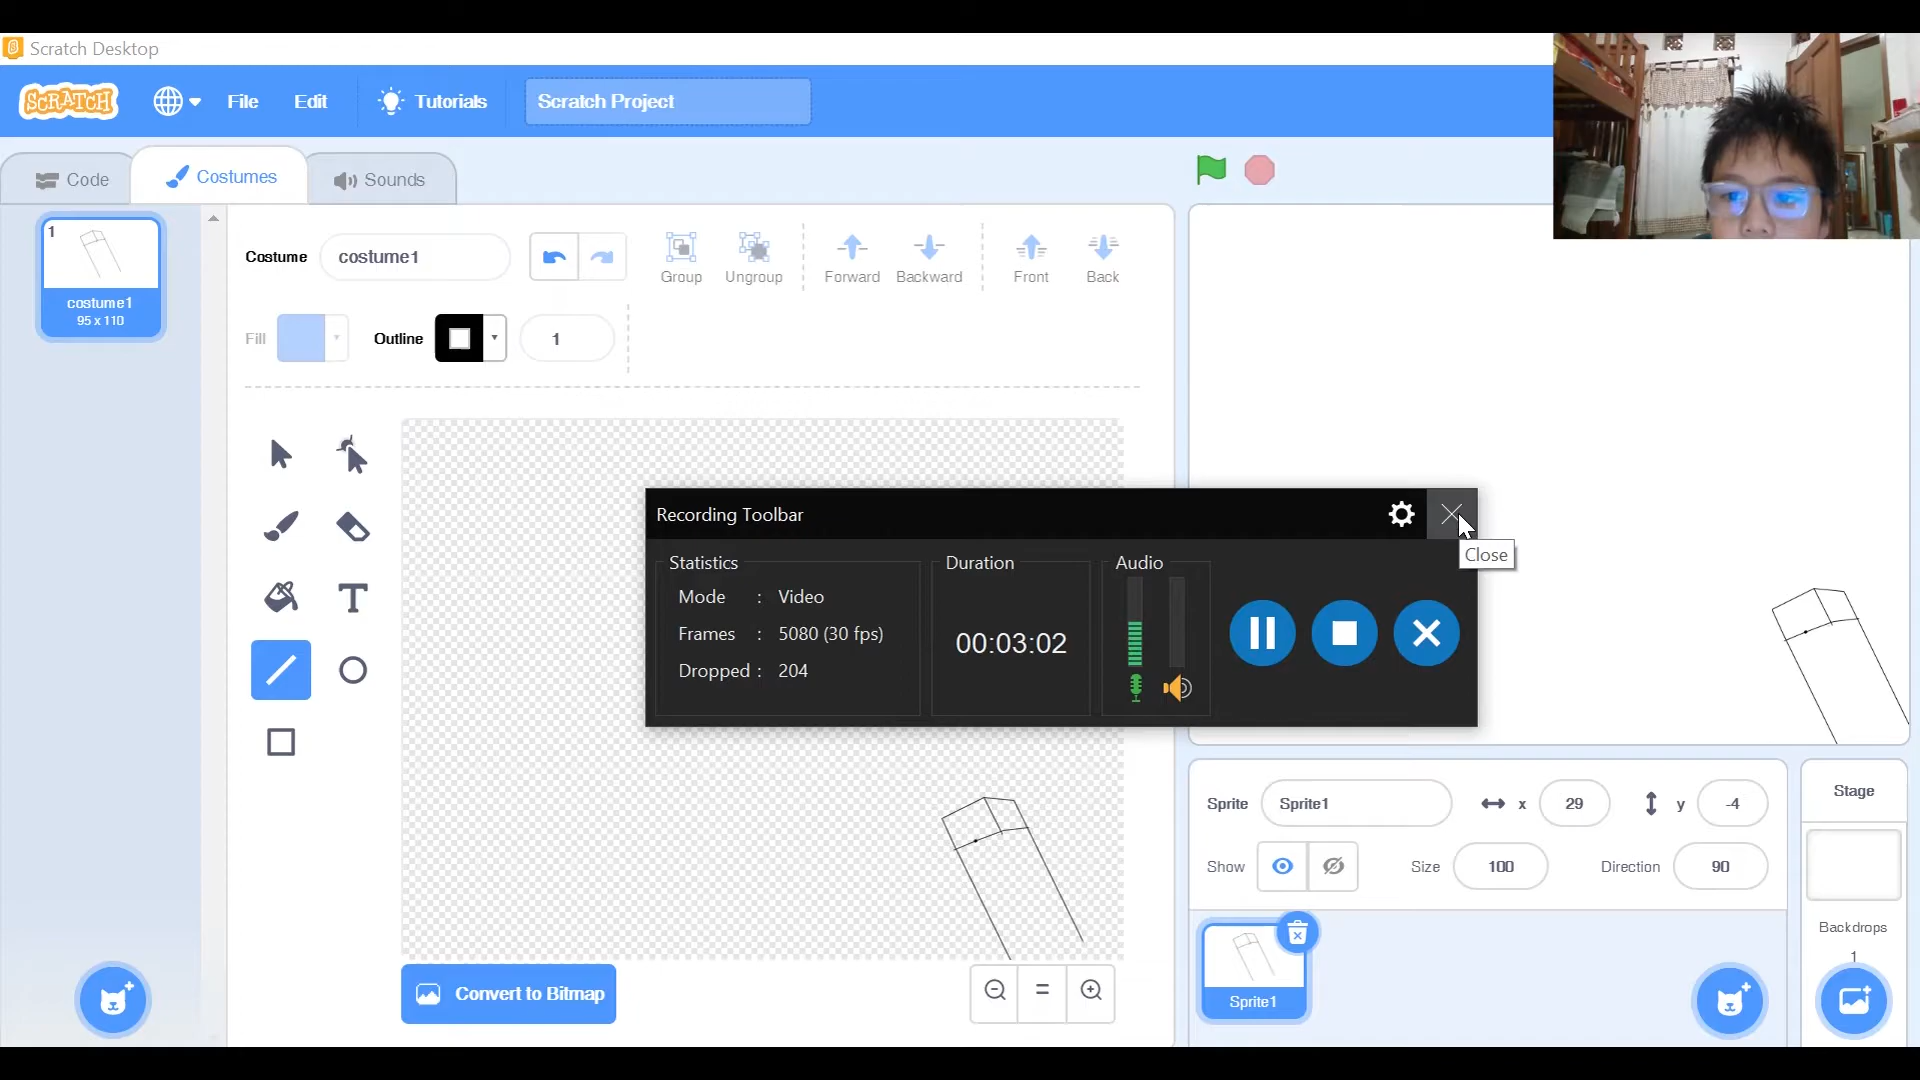 Scratch Desktop
SCRATCH
File
Edit
Tutorials
Scratch Project
Code
Costumes
Sounds
1
costume1
95 x 110
Costume
costume1
Group
Ungroup
Forward
Backward
Front
Back
Fill
Outline
1
Recording Toolbar
Close
Statistics
Mode : Video
Frames : 5080 (30 fps)
Dropped : 204
Duration
00:03:02
Audio
T
Convert to Bitmap
=
Sprite
Sprite1
x
29
y
-4
Show
Size
100
Direction
90
Sprite1
Stage
Backdrops
1